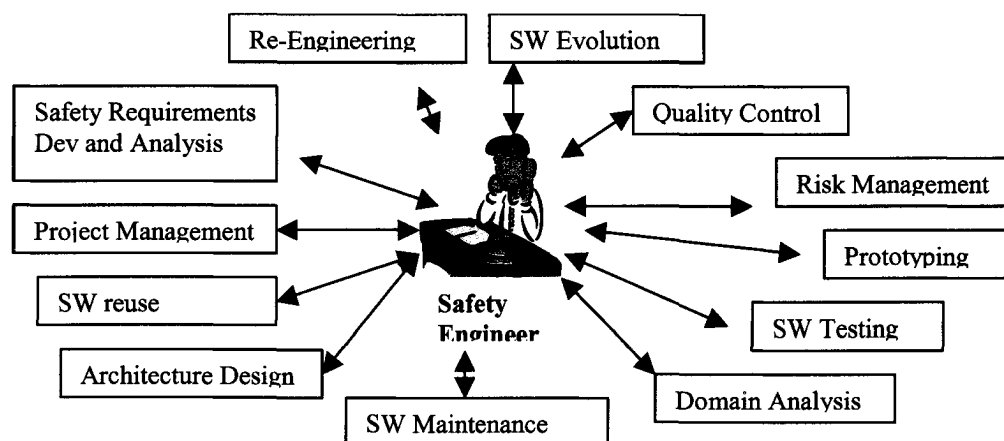 Re-Engineering
SW Evolution
Safety Requirements
Dev and Analysis
Quality Control
Risk Management
Project Management
Prototyping
SW reuse
Safety
Engineer
SW Testing
Architecture Design
Domain Analysis
SW Maintenance